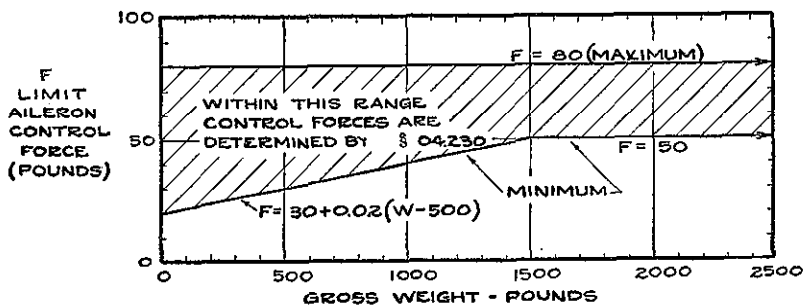 100
F
LIMIT
AILERON
CONTROL
FORCE
(POUNDS)
50
0
F = 80 (MAXIMUM)
WITHIN THIS RANGE
CONTROL FORCES ARE
DETERMINED BY § 04.230
F = 50
MINIMUM
F = 30+0.02 (W-500)
0 500 1000 1500 2000 2500
GROSS WEIGHT - POUNDS